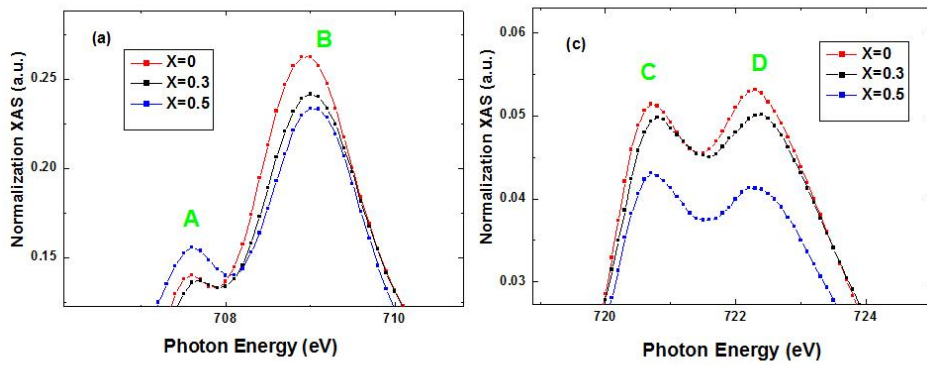 (a)
B
X=0
X=0.3
X=0.5
A
0.25
0.20
0.15
Normalization XAS (a.u.)
708
710
Photon Energy (eV)
(c)
C
D
X=0
X=0.3
X=0.5
0.06
0.05
0.04
0.03
Normalization XAS (a.u.)
720
722
724
Photon Energy (eV)